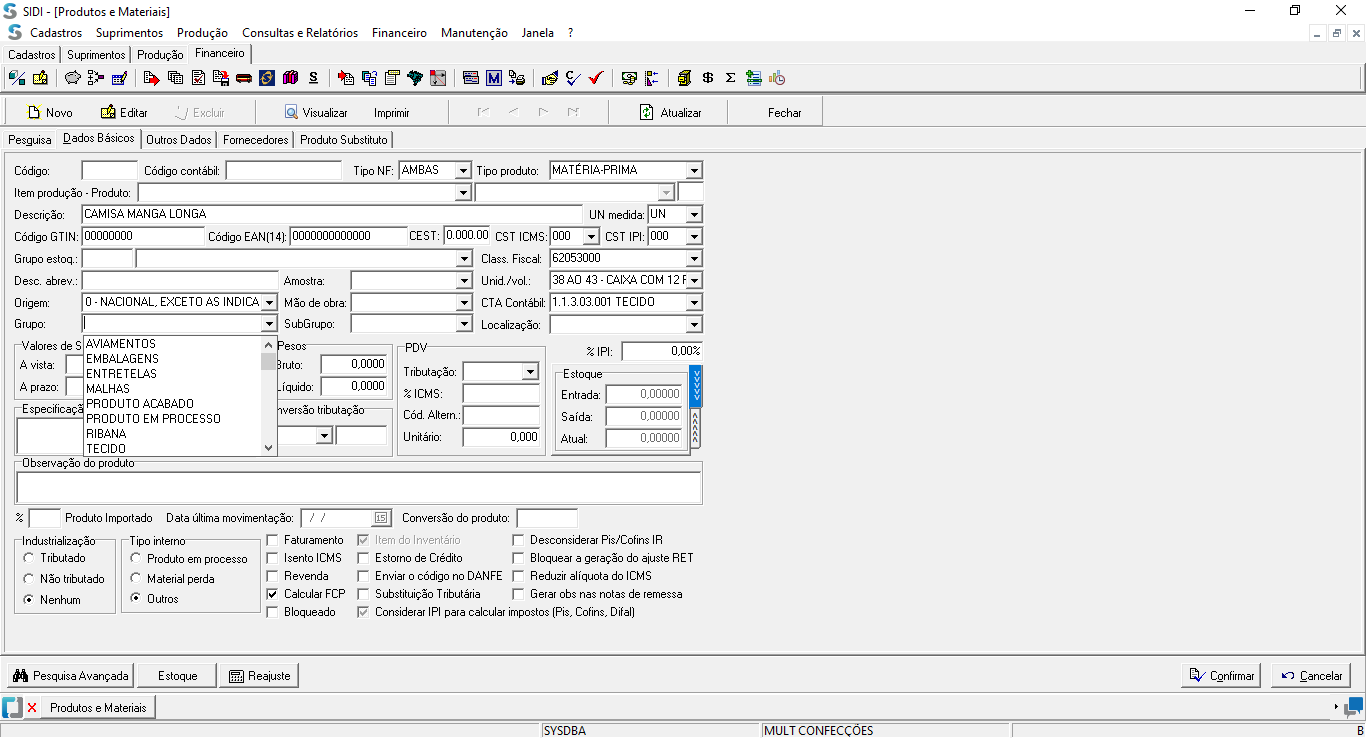 SIDI - [Produtos e Materiais]
Cadastros Suprimentos Produção Consultas e Relatórios Financeiro Manutenção Janela ?
Cadastros Suprimentos Produção Financeiro
Novo Editar Excluir Visualizar Imprimir Atualizar Fechar
Pesquisa Dados Básicos Outros Dados Fornecedores Produto Substituto
Código: Código contábil: Tipo NF: AMBAS Tipo produto: MATÉRIA-PRIMA
Item produção - Produto:
Descrição: CAMISA MANGA LONGA UN medida: UN
Código GTIN: 00000000 Código EAN(14): 0000000000000 CEST: 0.000.00 CST ICMS: 000 CST IPI: 000
Grupo estoq.: Class. Fiscal: 62053000
Desc. abrev.: Amostra: Unid./vol.: 38 AO 43 - CAIXA COM 12 F
Origem: 0 - NACIONAL, EXCETO AS INDICA Mão de obra: CTA Contábil: 1.1.3.03.001 TECIDO
Grupo: SubGrupo: Localização:
AVIAMENTOS
EMBALAGENS
ENTRETELAS
MALHAS
PRODUTO ACABADO
PRODUTO EM PROCESSO
RIBANA
TECIDO
Valores de S Pesos PDV % IPI: 0,00%
A vista: Bruto: 0,0000 Tributação: Estoque
A prazo: Líquido: 0,0000 % ICMS: Entrada: 0,00000
Especificaçã nversão tributação Cód. Altern.: Saída: 0,00000
Unitário: 0,000 Atual: 0,00000
Observação do produto
% Produto Importado Data última movimentação: / / 15 Conversão do produto:
Industrialização Tipo interno Faturamento Item do Inventário Desconsiderar Pis/Cofins IR
Tributado Produto em processo Isento ICMS Estorno de Crédito Bloquear a geração do ajuste RET
Não tributado Material perda Revenda Enviar o código no DANFE Reduzir alíquota do ICMS
Nenhum Outros Calcular FCP Substituição Tributária Gerar obs nas notas de remessa
Bloqueado Considerar IPI para calcular impostos (Pis, Cofins, Difal)
Pesquisa Avançada Estoque Reajuste Confirmar Cancelar
Produtos e Materiais
SYSDBA MULT CONFECÇÕES B